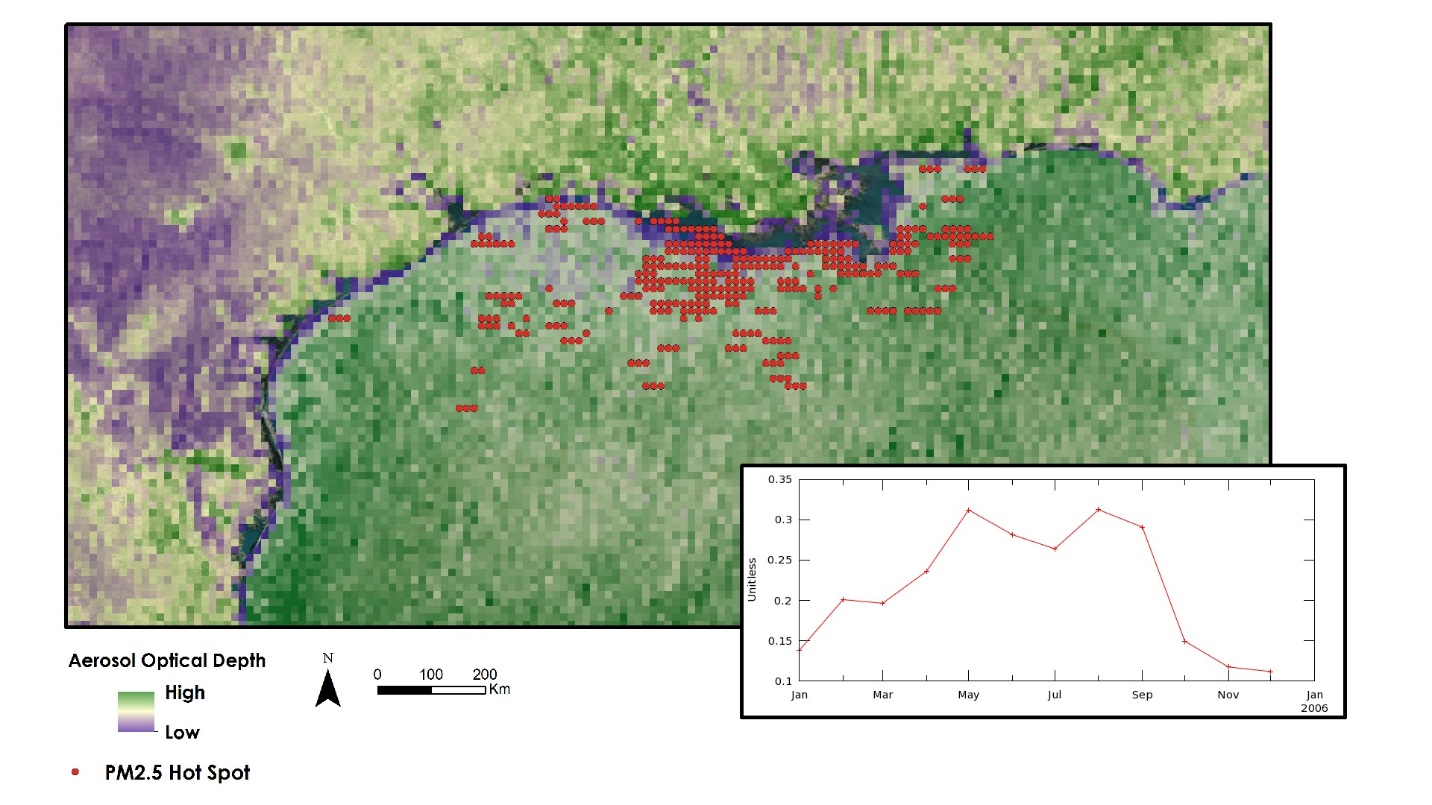 0.35
0.3
0.25
0.2
0.15
0.1
Unitless
Jan Mar May Jul Sep Nov Jan
2006
Aerosol Optical Depth
High
Low
N
0 100 200
Km
PM2.5 Hot Spot